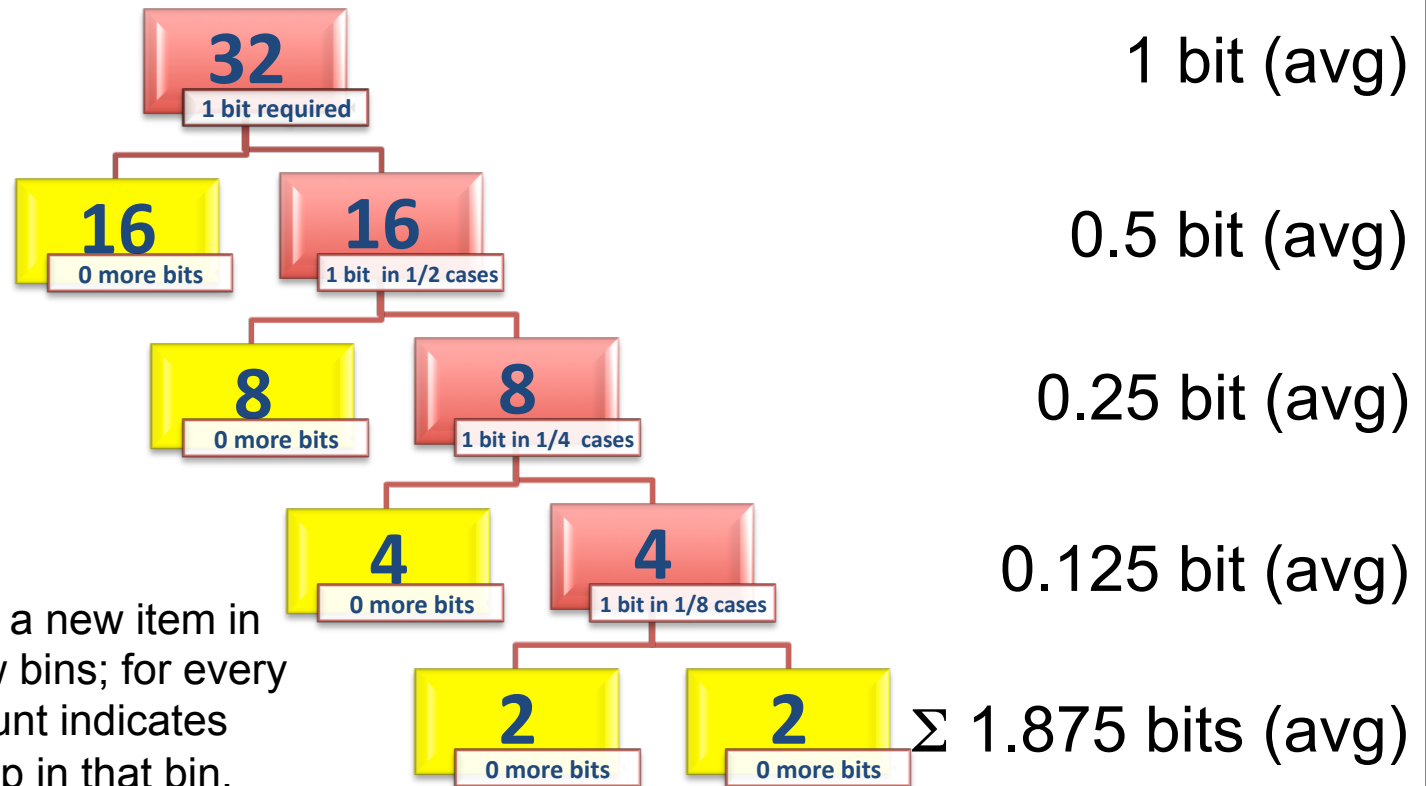 32
1 bit required
1 bit (avg)
16
0 more bits
16
1 bit in 1/2 cases
0.5 bit (avg)
8
0 more bits
8
1 bit in 1/4 cases
0.25 bit (avg)
4
0 more bits
4
1 bit in 1/8 cases
0.125 bit (avg)
a new item in
bins; for every
indicates
in that bin.
2
0 more bits
2
0 more bits
Σ 1.875 bits (avg)